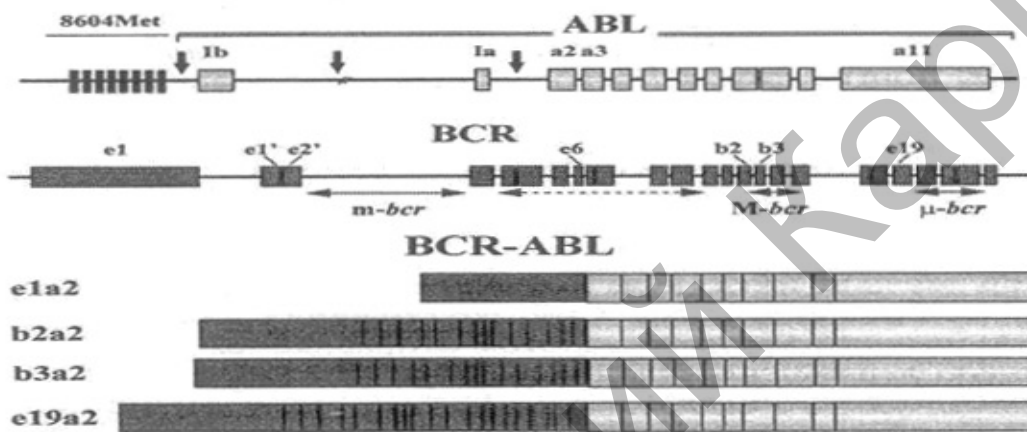 8604Met ABL
Ib Ia a2 a3 a11
BCR
e1 e1' e2' e6 b2 b3 e19
m-bcr M-bcr µ-bcr
BCR-ABL
e1a2
b2a2
b3a2
e19a2